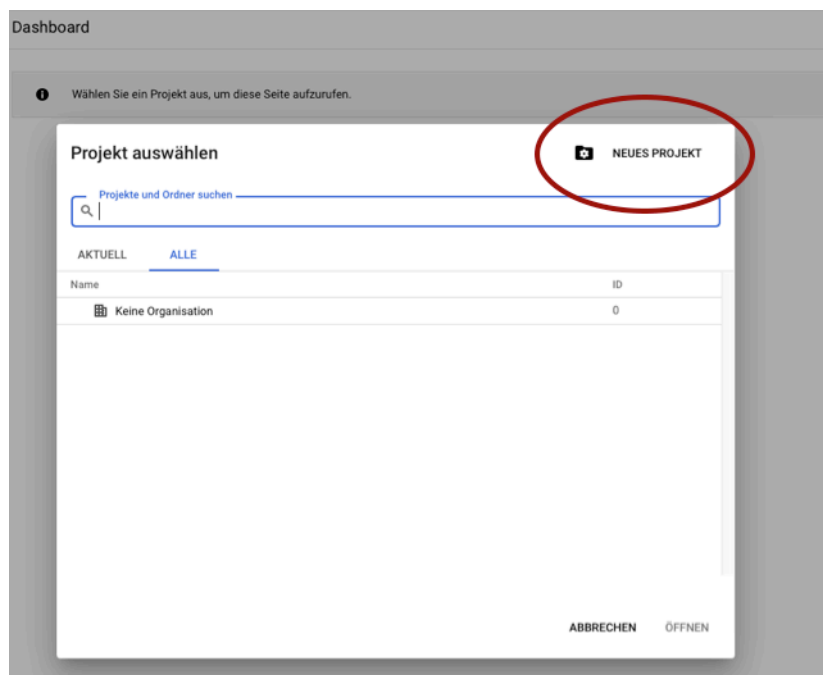 Dashboard
Wählen Sie ein Projekt aus, um diese Seite aufzurufen.
Projekt auswählen
NEUES PROJEKT
Projekte und Ordner suchen
AKTUELL ALLE
Name ID
Keine Organisation 0
ABBRECHEN ÖFFNEN